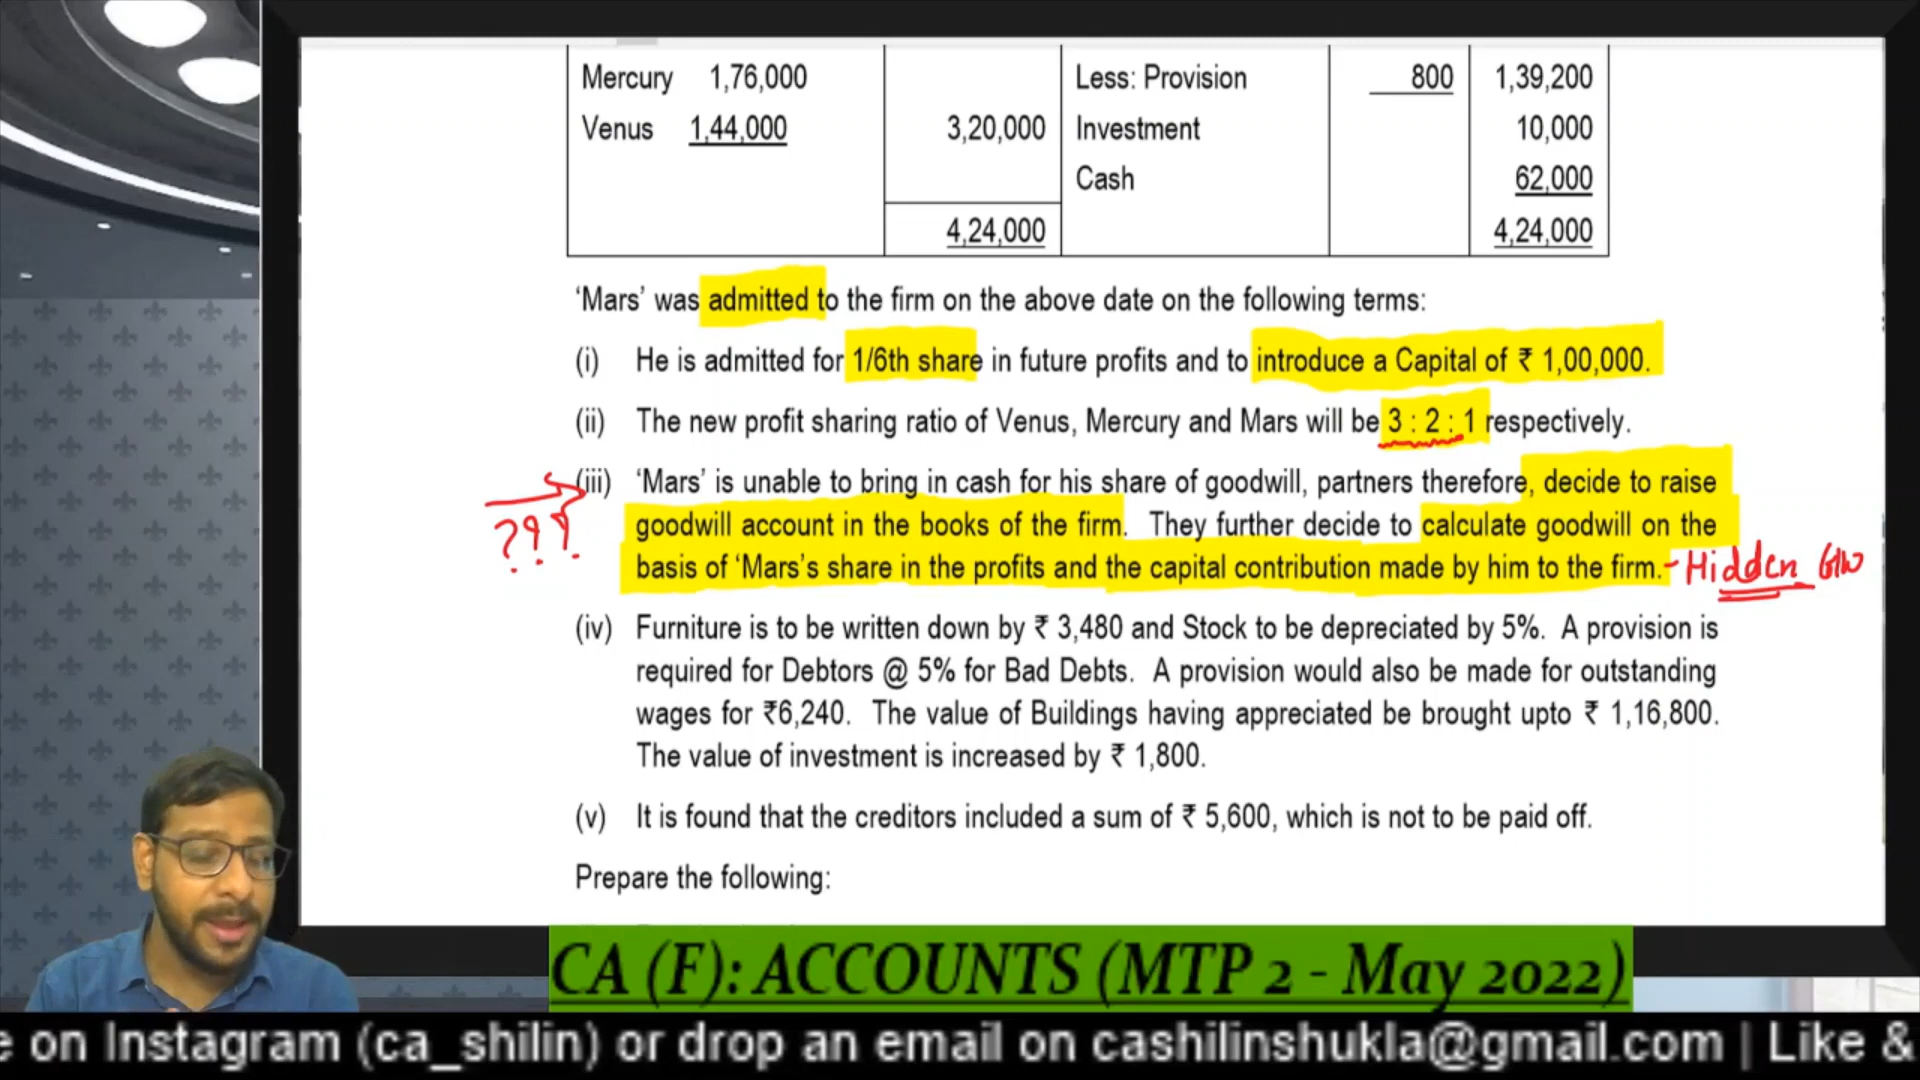 Mercury 1,76,000 Less: Provision 800 1,39,200
Venus 1,44,000 3,20,000 Investment 10,000
Cash 62,000
4,24,000 4,24,000
‘Mars’ was admitted to the firm on the above date on the following terms:
(i) He is admitted for 1/6th share in future profits and to introduce a Capital of ₹ 1,00,000.
(ii) The new profit sharing ratio of Venus, Mercury and Mars will be 3 : 2 : 1 respectively.
(iii) ‘Mars’ is unable to bring in cash for his share of goodwill, partners therefore, decide to raise
goodwill account in the books of the firm. They further decide to calculate goodwill on the
??? basis of ‘Mars’s share in the profits and the capital contribution made by him to the firm. - Hidden G/W
(iv) Furniture is to be written down by ₹ 3,480 and Stock to be depreciated by 5%. A provision is
required for Debtors @ 5% for Bad Debts. A provision would also be made for outstanding
wages for ₹6,240. The value of Buildings having appreciated be brought upto ₹ 1,16,800.
The value of investment is increased by ₹ 1,800.
(v) It is found that the creditors included a sum of ₹ 5,600, which is not to be paid off.
Prepare the following:
CA (F): ACCOUNTS (MTP 2 - May 2022)
e on Instagram (ca_shilin) or drop an email on cashilinshukla@gmail.com | Like &